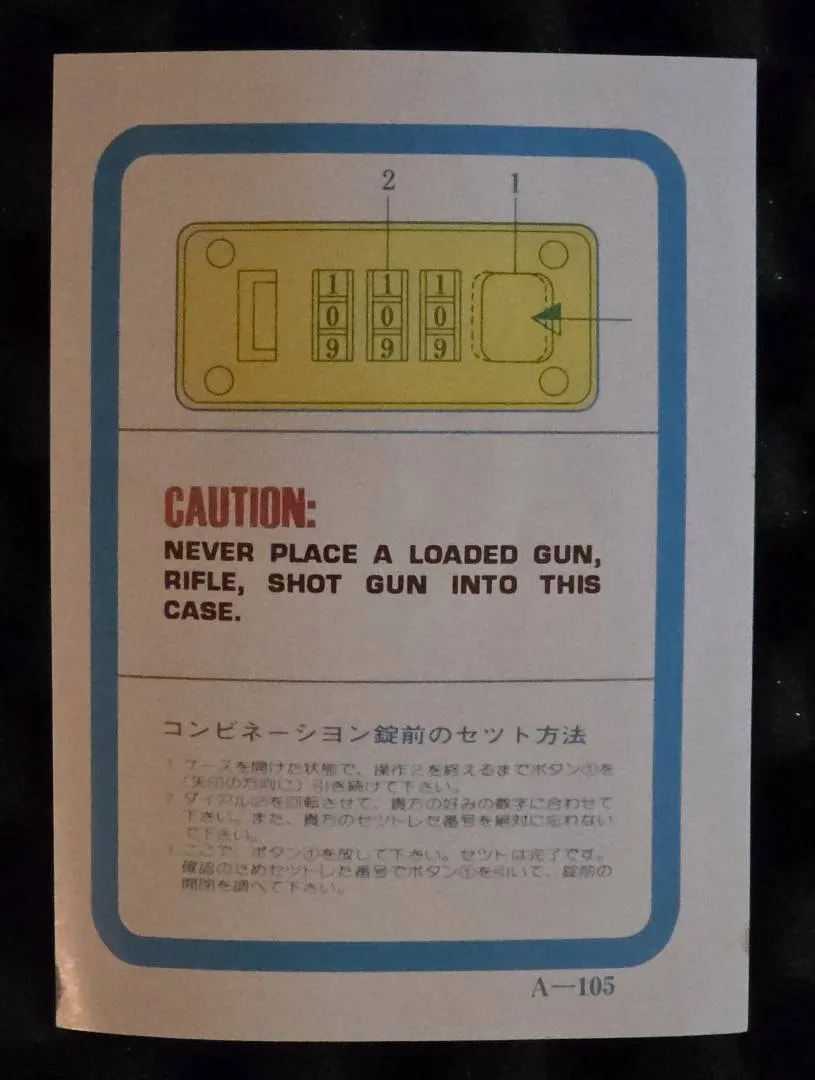 2 1
1 1 1
0 0 0
9 9 9
CAUTION:
NEVER PLACE A LOADED GUN,
RIFLE, SHOT GUN INTO THIS
CASE.
コンビネーシヨン錠前のセツト方法
1 ケースを開けた状態で、操作2を終えるまでボタン①を
(矢印の方向に)引き続けて下さい。
2 ダイアル②を回転させて、貴方の好みの数字に合わせて
下さい。また、貴方のセツトレた番号を絶対に忘れない
で下さい。
ここで、ボタン①を放して下さい。セツトは完了です。
確認のためセツトレた番号でボタン①を引いて、錠前の
開閉を調べて下さい。
A—105